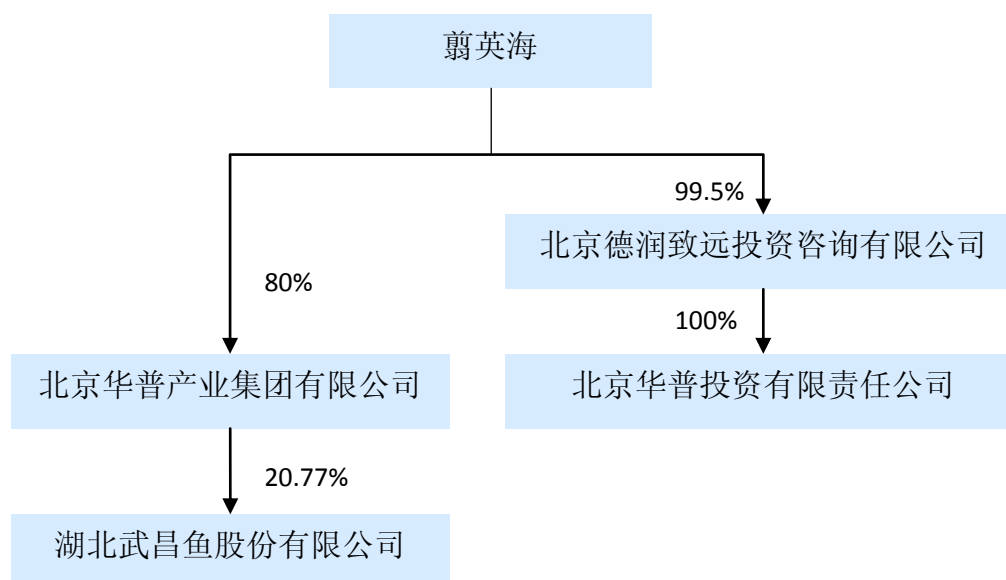 翦英海
99.5%
北京德润致远投资咨询有限公司
80%
100%
北京华普产业集团有限公司
北京华普投资有限责任公司
20.77%
湖北武昌鱼股份有限公司